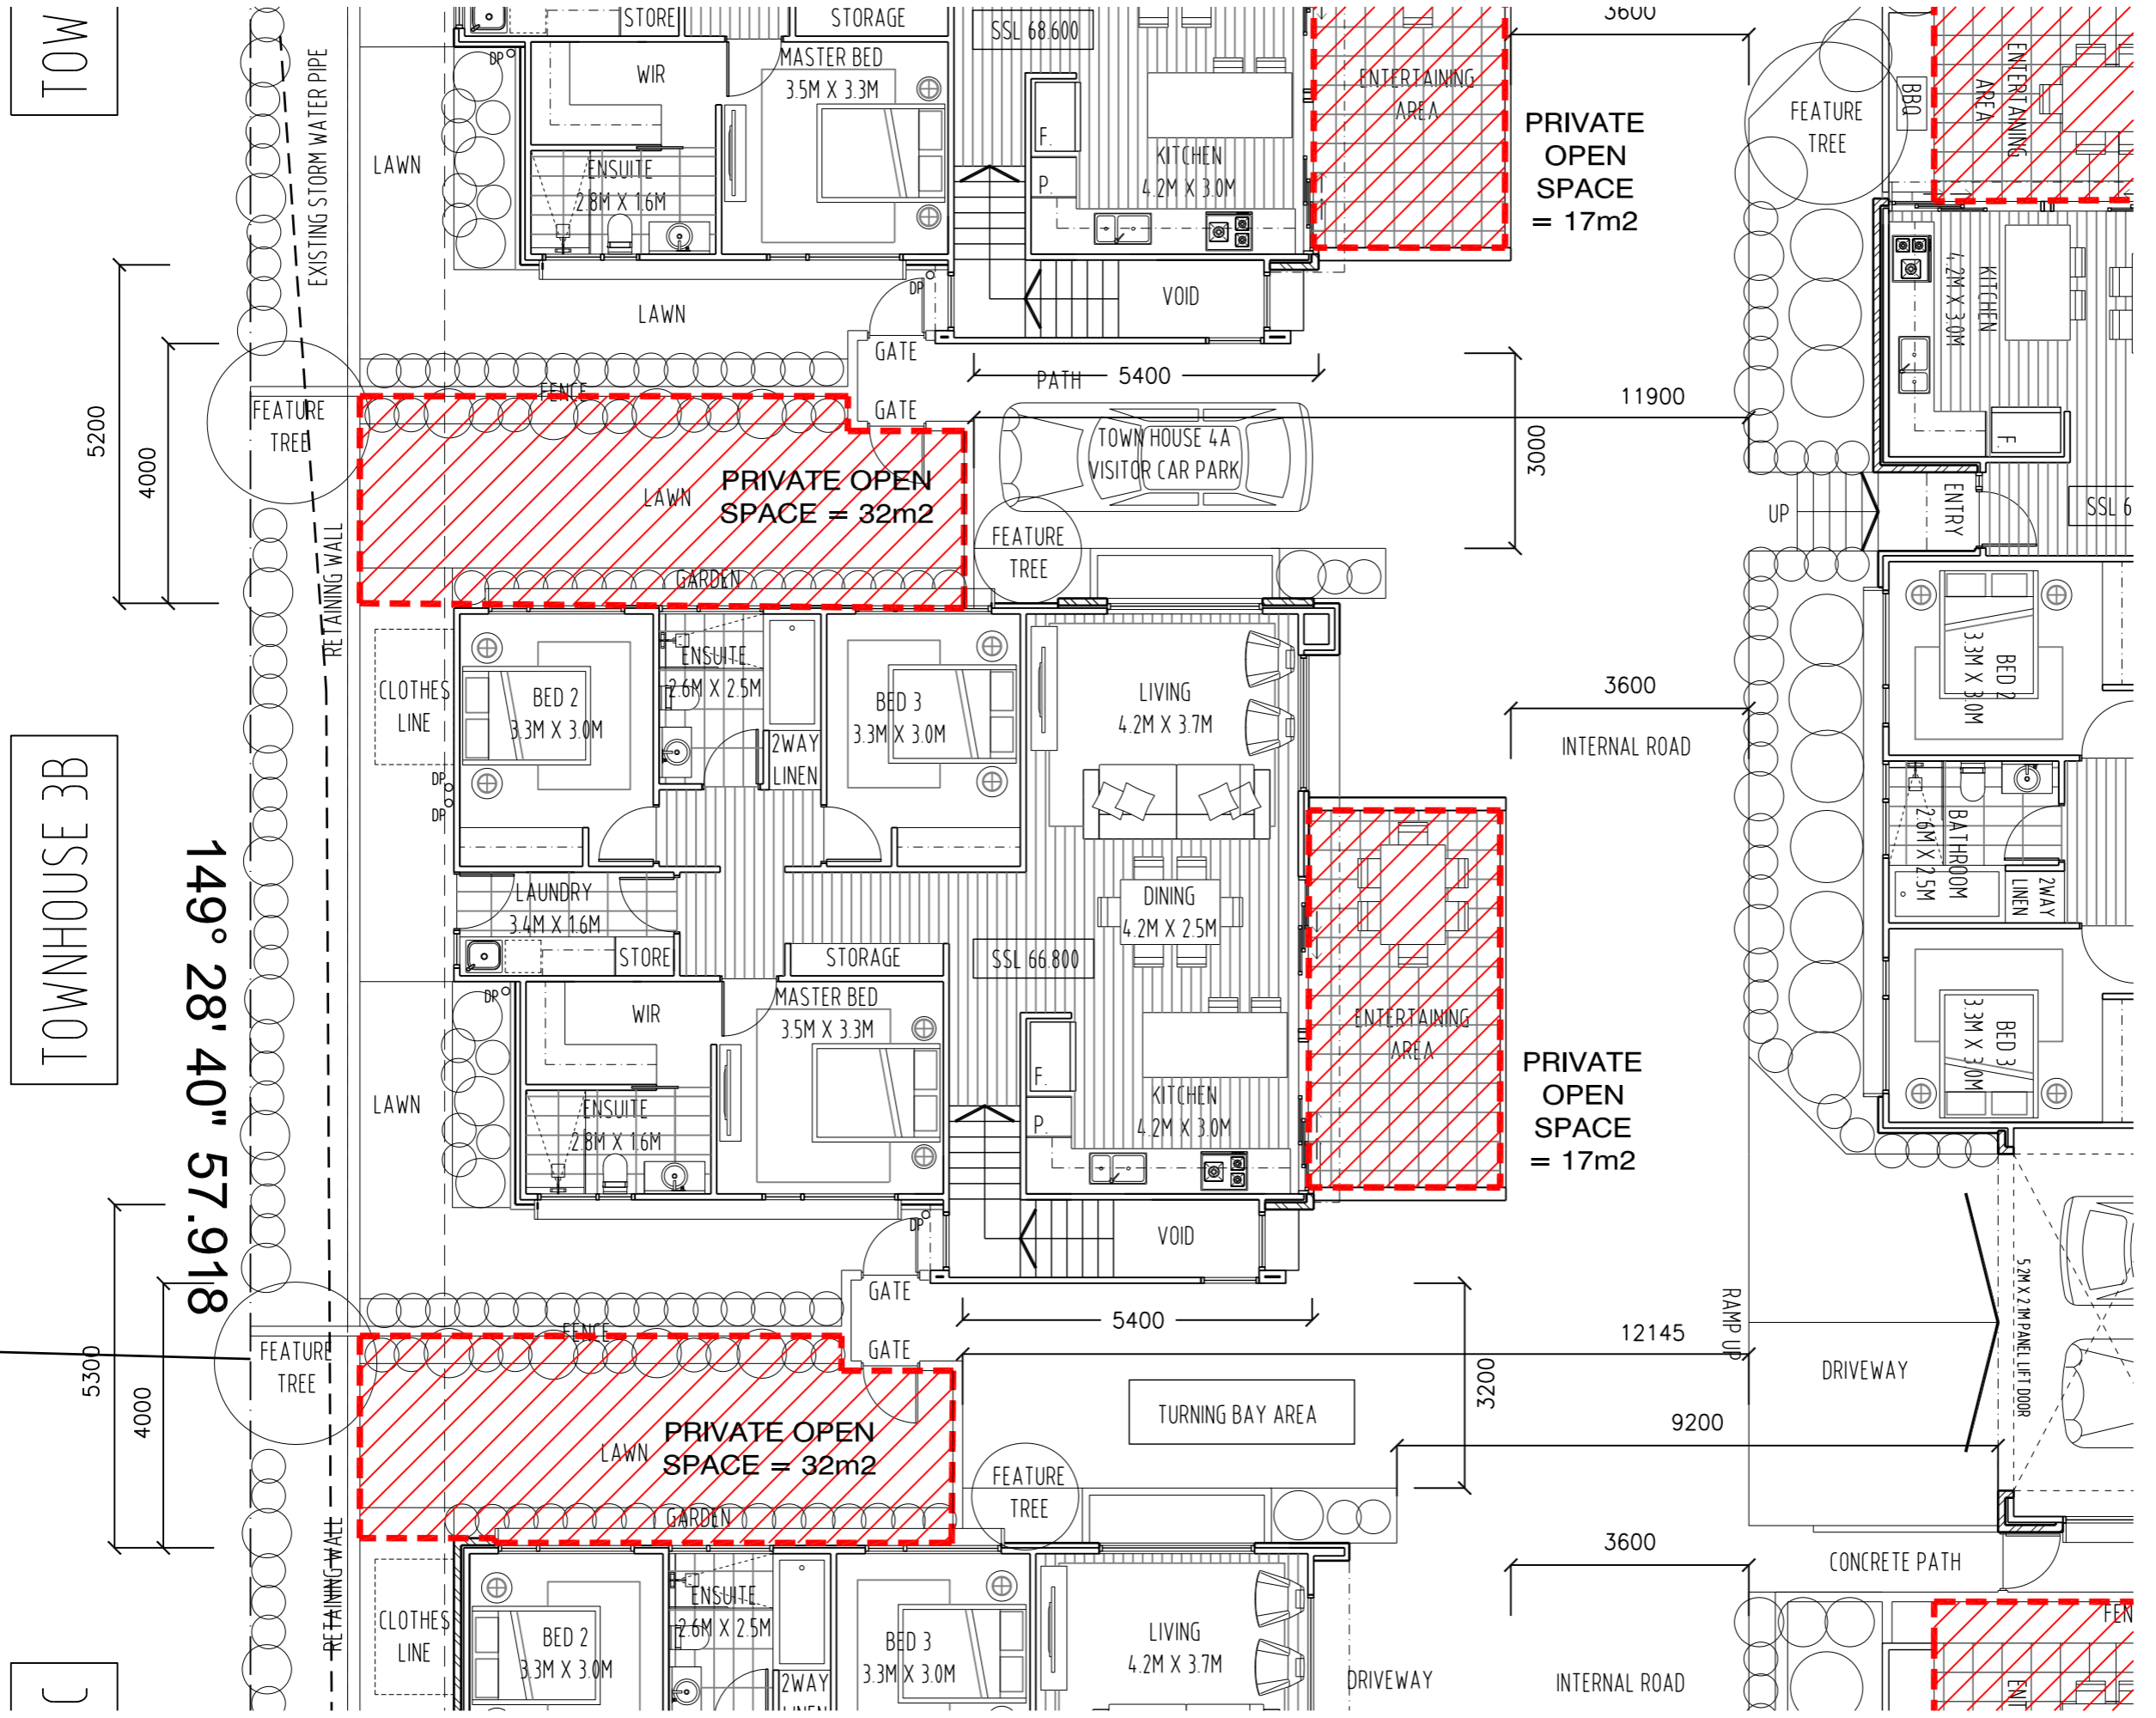 TOW
EXISTING STORM WATER PIPE
LAWN
DP
WIR
STORE
STORAGE
MASTER BED
3.5M X 3.3M
ENSUITE
2.8M X 1.6M
SSL 68.600
F.
P.
KITCHEN
4.2M X 3.0M
ENTERTAINING
AREA
PRIVATE
OPEN
SPACE
= 17m2
3600
FEATURE
TREE
BBQ
ENTERTAINING
AREA
KITCHEN
4.2M X 3.0M
F
LAWN
DP
VOID
GATE
PATH
5400
5200
4000
FEATURE
TREE
FENCE
GATE
LAWN
PRIVATE OPEN
SPACE = 32m2
GARDEN
TOWN HOUSE 4A
VISITOR CAR PARK
FEATURE
TREE
3000
11900
UP
ENTRY
SSL 6
RETAINING WALL
CLOTHES
LINE
DP
DP
BED 2
3.3M X 3.0M
ENSUITE
2.6M X 2.5M
2WAY
LINEN
BED 3
3.3M X 3.0M
LIVING
4.2M X 3.7M
3600
INTERNAL ROAD
BED 2
3.3M X 3.0M
BATHROOM
2.6M X 2.5M
2WAY
LINEN
BED 3
3.3M X 3.0M
TOWNHOUSE 3B
149° 28' 40" 57.918
LAUNDRY
3.4M X 1.6M
STORE
STORAGE
DINING
4.2M X 2.5M
SSL 66.800
LAWN
DP
WIR
MASTER BED
3.5M X 3.3M
ENSUITE
2.8M X 1.6M
F.
P.
KITCHEN
4.2M X 3.0M
ENTERTAINING
AREA
PRIVATE
OPEN
SPACE
= 17m2
DP
VOID
GATE
5400
5300
4000
FEATURE
TREE
FENCE
GATE
LAWN
PRIVATE OPEN
SPACE = 32m2
GARDEN
TURNING BAY AREA
FEATURE
TREE
3200
12145
9200
RAMP UP
DRIVEWAY
5.2M X 2.1M PANEL LIFT DOOR
3600
CONCRETE PATH
FEN
ENT
RETAINING WALL
CLOTHES
LINE
BED 2
3.3M X 3.0M
ENSUITE
2.6M X 2.5M
2WAY
LINEN
BED 3
3.3M X 3.0M
LIVING
4.2M X 3.7M
DRIVEWAY
INTERNAL ROAD
C